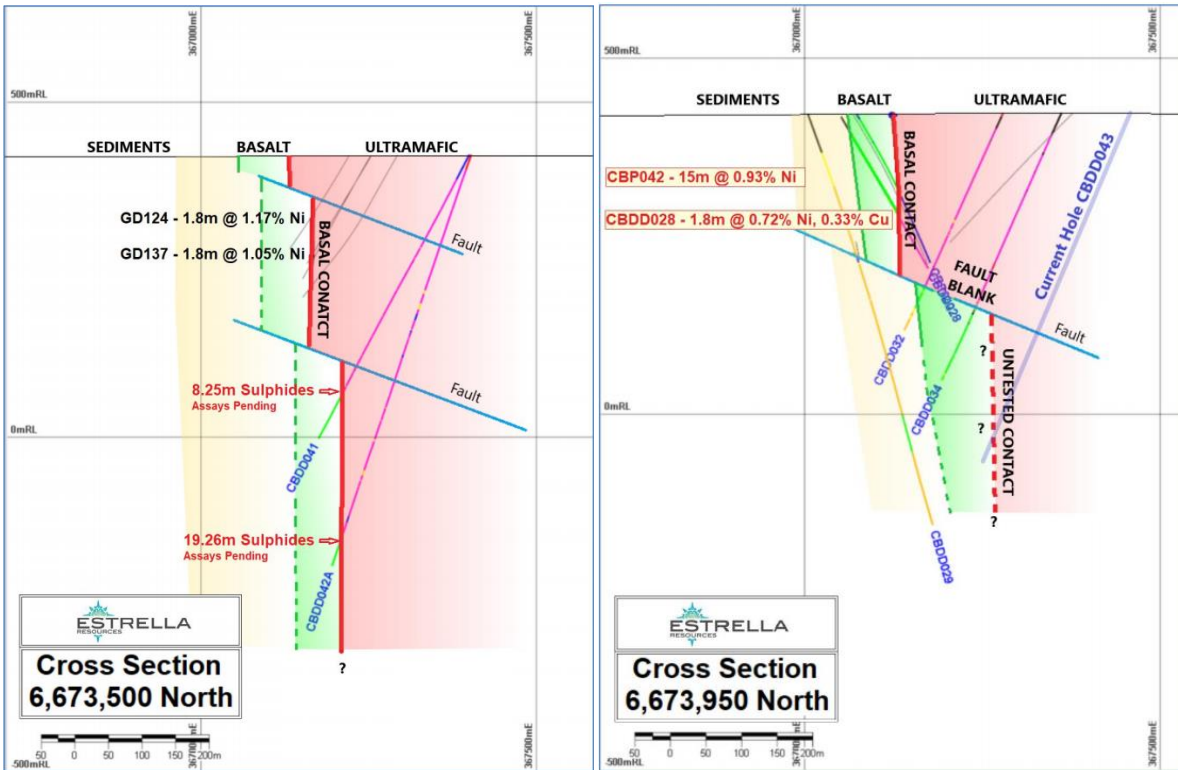 367000mE
367500mE
500mRL
SEDIMENTS
BASALT
ULTRAMAFIC
GD124 - 1.8m @ 1.17% Ni
GD137 - 1.8m @ 1.05% Ni
BASAL CONATCT
Fault
Fault
8.25m Sulphides
Assays Pending
0mRL
CBDD041
19.26m Sulphides
Assays Pending
CBDD042A
?
ESTRELLA
RESOURCES
Cross Section
6,673,500 North
50 0 50 100 150 200m
-500mRL
367000mE
367500mE
500mRL
SEDIMENTS
BASALT
ULTRAMAFIC
CBP042 - 15m @ 0.93% Ni
CBDD028 - 1.8m @ 0.72% Ni, 0.33% Cu
BASAL CONTACT
Current Hole CBDD043
FAULT
BLANK
CBDD028
Fault
CBDD032
?
CBDD034
UNTESTED CONTACT
0mRL
?
?
CBDD029
ESTRELLA
RESOURCES
Cross Section
6,673,950 North
50 0 50 100 150 200m
-500mRL